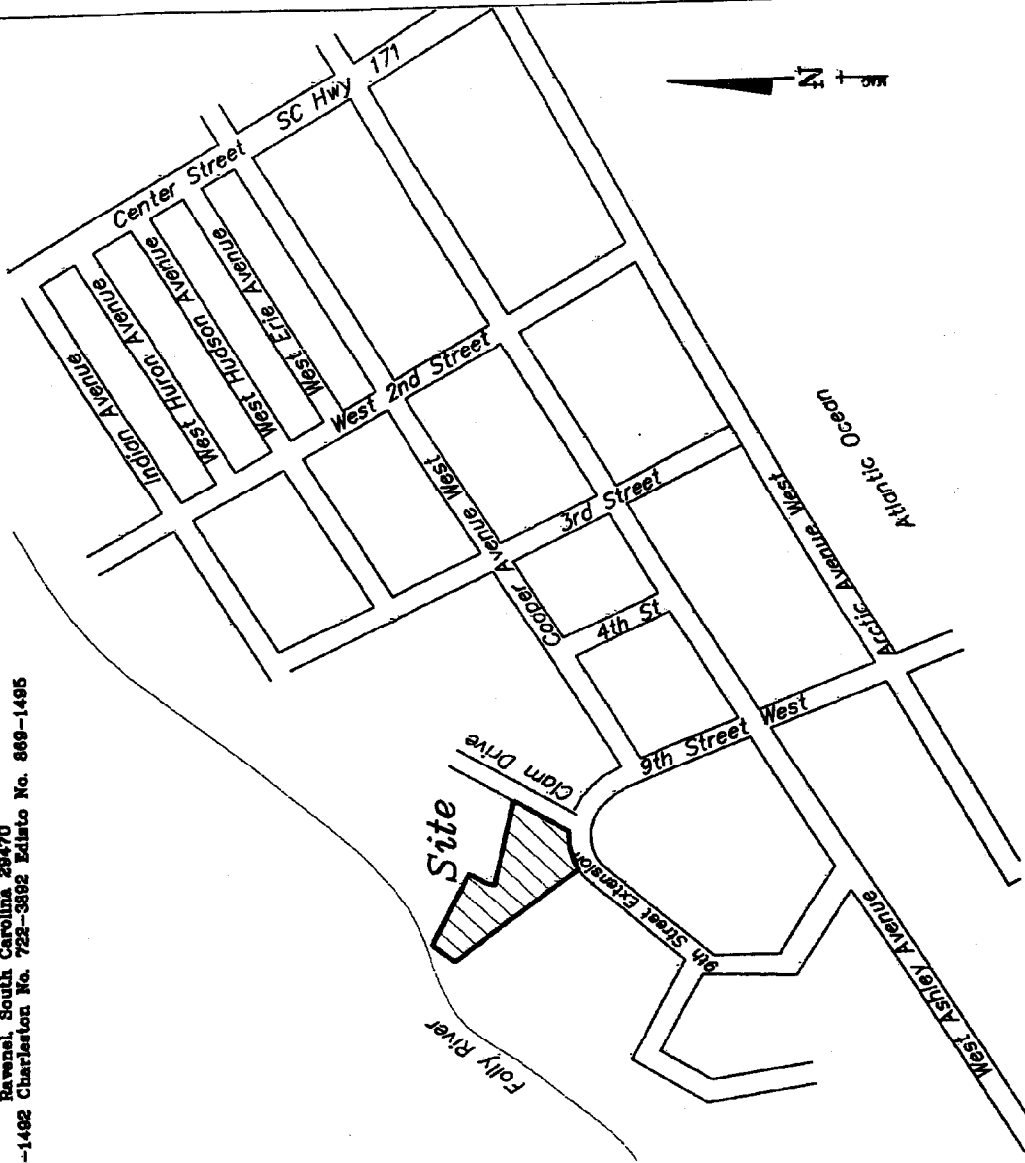 Ravenel, South Carolina 29470
-1492 Charleston No. 722-3892 Edisto No. 869-1495
SC Hwy 171
Center Street
N
Indian Avenue
West Huron Avenue
West Hudson Avenue
West Erie Avenue
West 2nd Street
Cooper Avenue West
3rd Street
4th St
9th Street West
Arctic Avenue West
Atlantic Ocean
Clam Drive
Site
9th Street Extension
Folly River
West Ashley Avenue